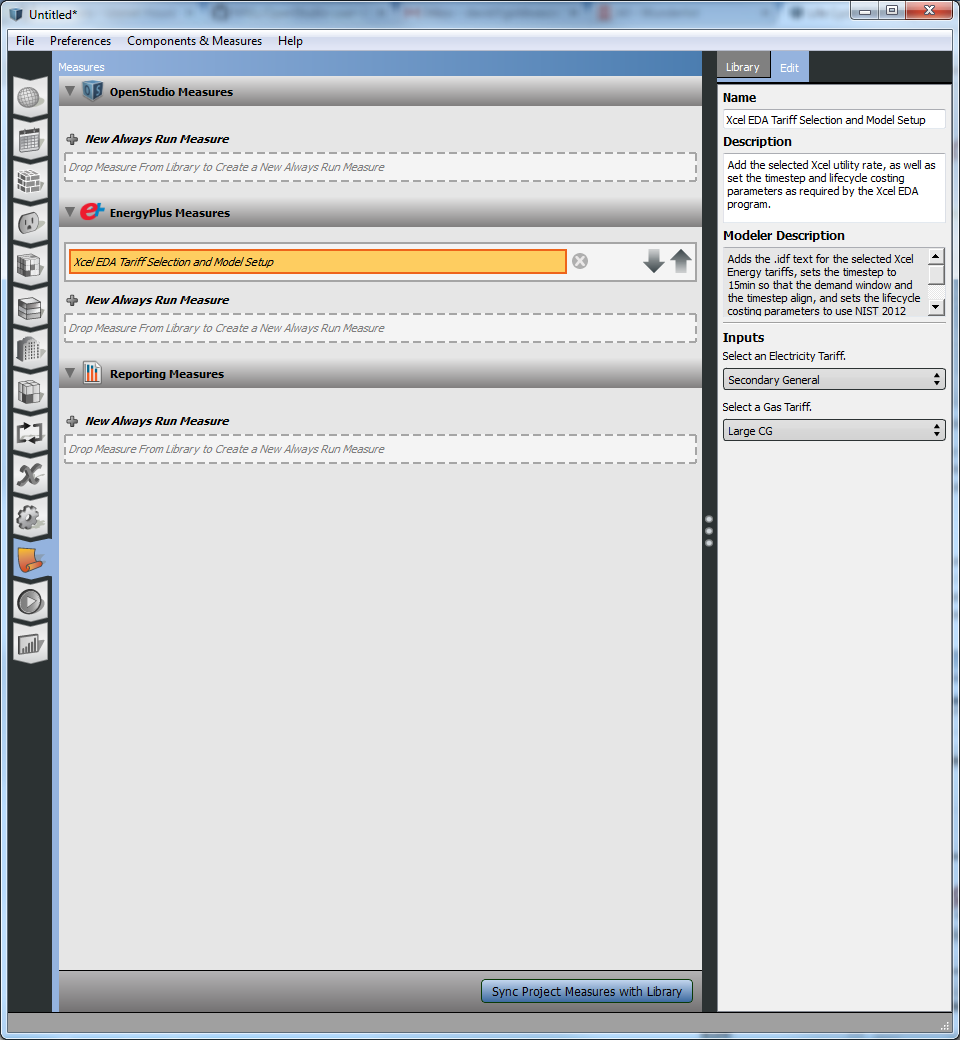 Untitled*
File Preferences Components & Measures Help
Measures
OpenStudio Measures
New Always Run Measure
Drop Measure From Library to Create a New Always Run Measure
EnergyPlus Measures
Xcel EDA Tariff Selection and Model Setup
New Always Run Measure
Drop Measure From Library to Create a New Always Run Measure
Reporting Measures
New Always Run Measure
Drop Measure From Library to Create a New Always Run Measure
Sync Project Measures with Library
Library Edit
Name
Xcel EDA Tariff Selection and Model Setup
Description
Add the selected Xcel utility rate, as well as
set the timestep and lifecycle costing
parameters as required by the Xcel EDA
program.
Modeler Description
Adds the .idf text for the selected Xcel
Energy tariffs, sets the timestep to
15min so that the demand window and
the timestep align, and sets the lifecycle
costing parameters to use NIST 2012
Inputs
Select an Electricity Tariff.
Secondary General
Select a Gas Tariff.
Large CG